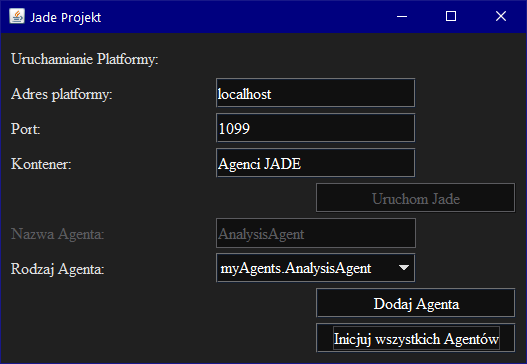 Jade Projekt
Uruchamianie Platformy:
Adres platformy: localhost
Port: 1099
Kontener: Agenci JADE
Uruchom Jade
Nazwa Agenta: AnalysisAgent
Rodzaj Agenta: myAgents.AnalysisAgent
Dodaj Agenta
Inicjuj wszystkich Agentów